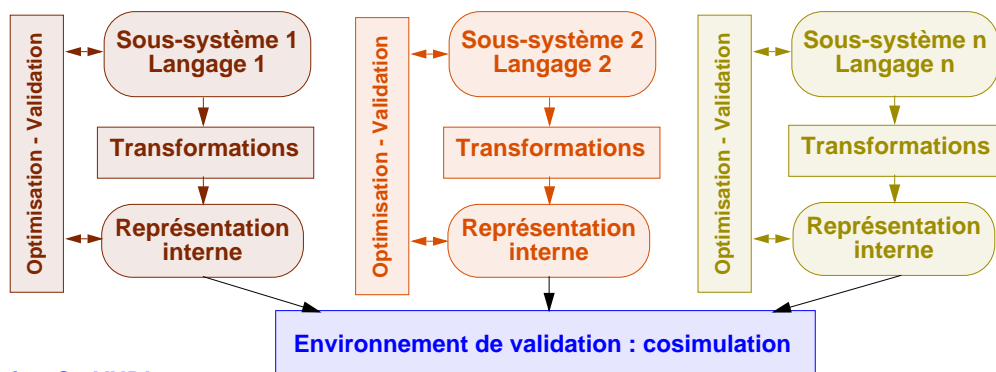 Optimisation - Validation
Sous-système 1
Langage 1
Transformations
Représentation
interne
Optimisation - Validation
Sous-système 2
Langage 2
Transformations
Représentation
interne
Optimisation - Validation
Sous-système n
Langage n
Transformations
Représentation
interne
Environnement de validation : cosimulation